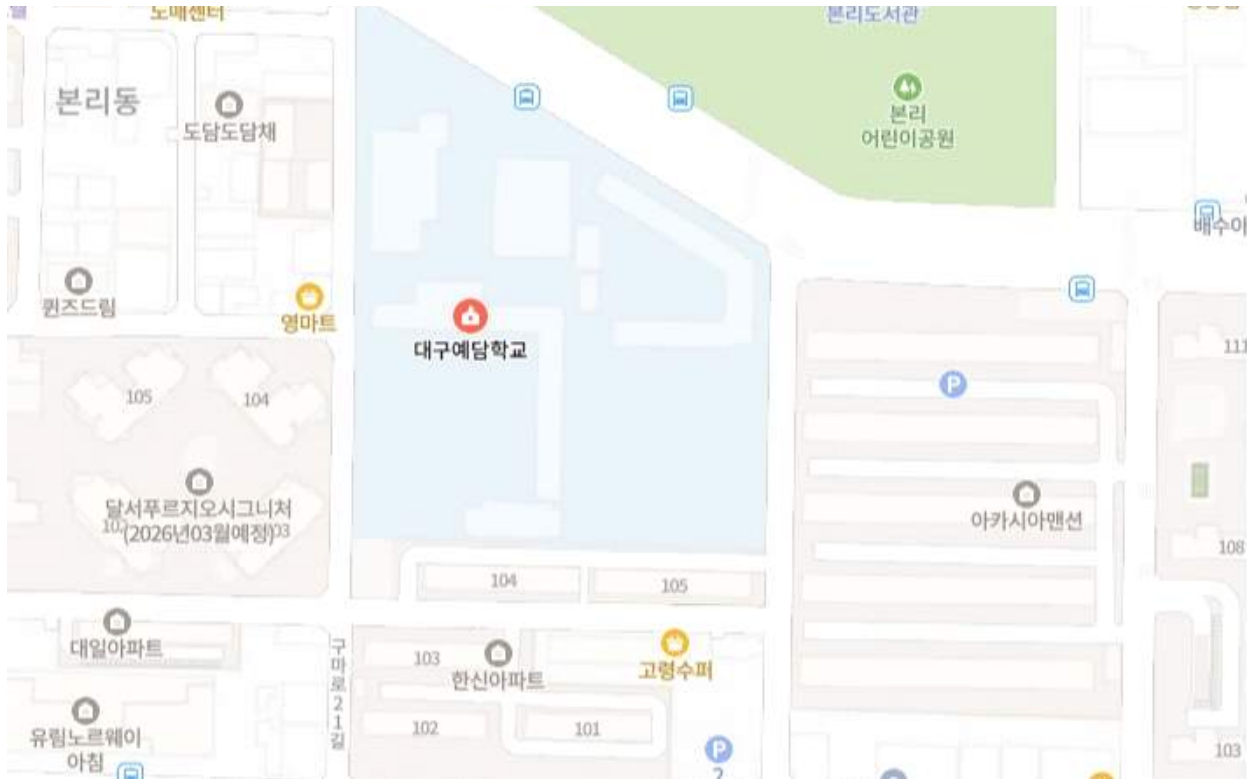 도매센터
본리도서관
본리동
도담도담채
본리
어린이공원
배수
퀸즈드림
영마트
대구예담학교
111
105
104
P
달서푸르지오시그니처
(2026년03월예정)
103
아카시아맨션
108
104
105
대일아파트
구마로21길
103
한신아파트
고령수퍼
102
101
유림노르웨이
아침
P
2
103